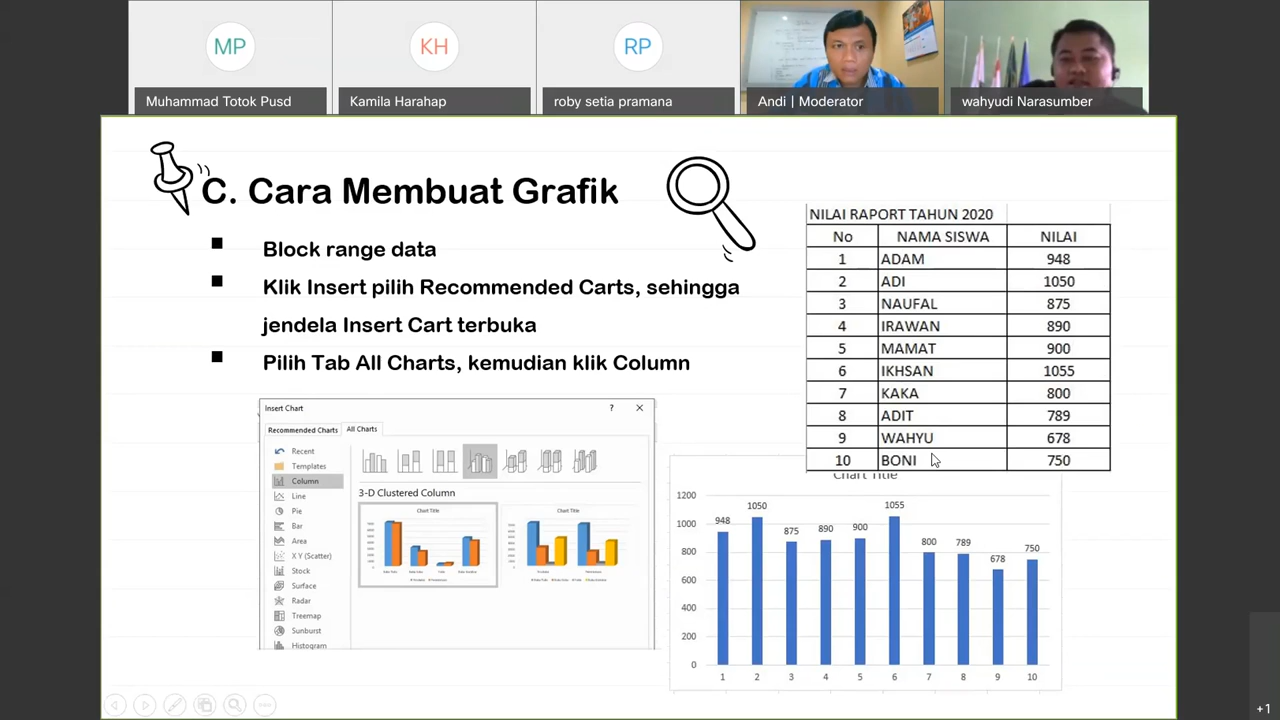 MP
KH
RP
Muhammad Totok Pusd
Kamila Harahap
roby setia pramana
Andi | Moderator
wahyudi Narasumber
C. Cara Membuat Grafik
Block range data
Klik Insert pilih Recommended Carts, sehingga
jendela Insert Cart terbuka
Pilih Tab All Charts, kemudian klik Column
NILAI RAPORT TAHUN 2020
No NAMA SISWA NILAI
1 ADAM 948
2 ADI 1050
3 NAUFAL 875
4 IRAWAN 890
5 MAMAT 900
6 IKHSAN 1055
7 KAKA 800
8 ADIT 789
9 WAHYU 678
10 BONI 750
Insert Chart ?
Recommended Charts All Charts
Recent
Templates
Column
Line
Pie
Bar
Area
X Y (Scatter)
Stock
Surface
Radar
Treemap
Sunburst
Histogram
3-D Clustered Column
Chart Title
Chart Title
Chart Title
1200
1000
800
600
400
200
0
948 1050 875 890 900 1055 800 789 678 750
1 2 3 4 5 6 7 8 9 10
+1